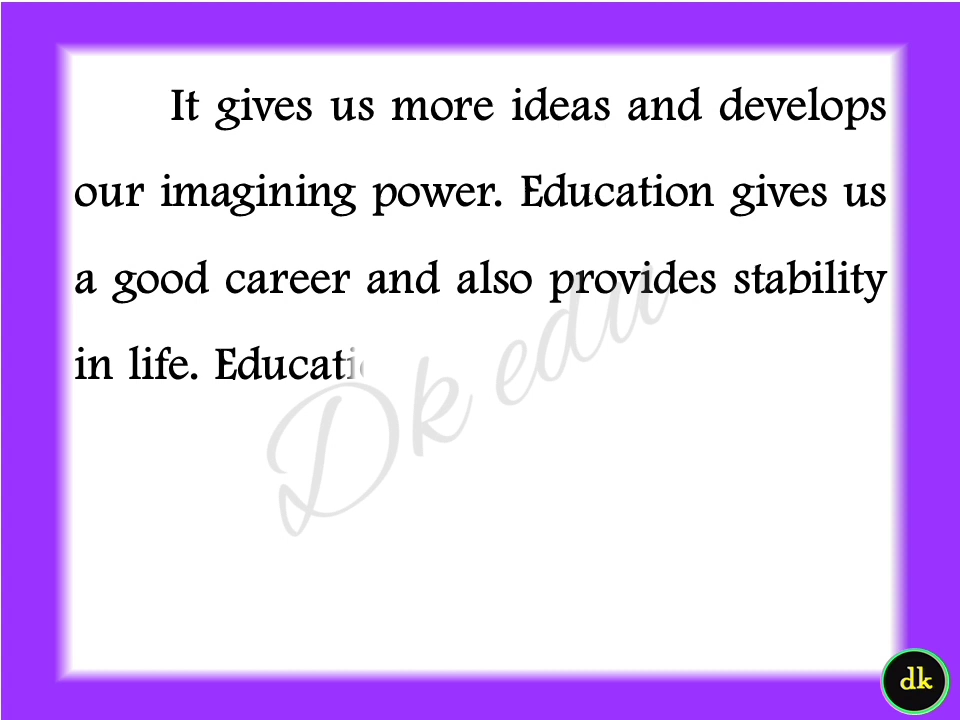 It gives us more ideas and develops
our imagining power. Education gives us
a good career and also provides stability
in life. Educati
Dk edu
dk